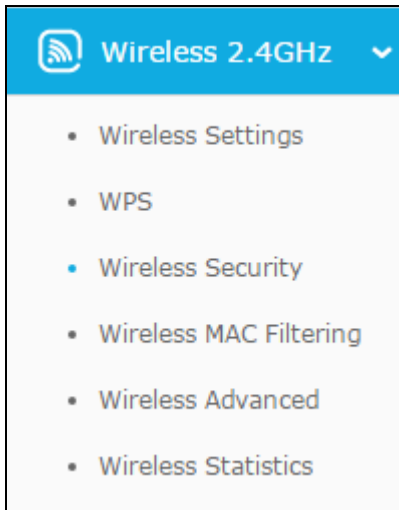 Wireless 2.4GHz
Wireless Settings
WPS
Wireless Security
Wireless MAC Filtering
Wireless Advanced
Wireless Statistics